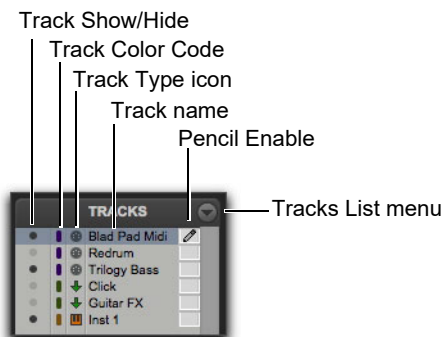 Track Show/Hide
Track Color Code
Track Type icon
Track name
Pencil Enable
Tracks List menu
TRACKS
Blad Pad Midi
Redrum
Trilogy Bass
Click
Guitar FX
Inst 1